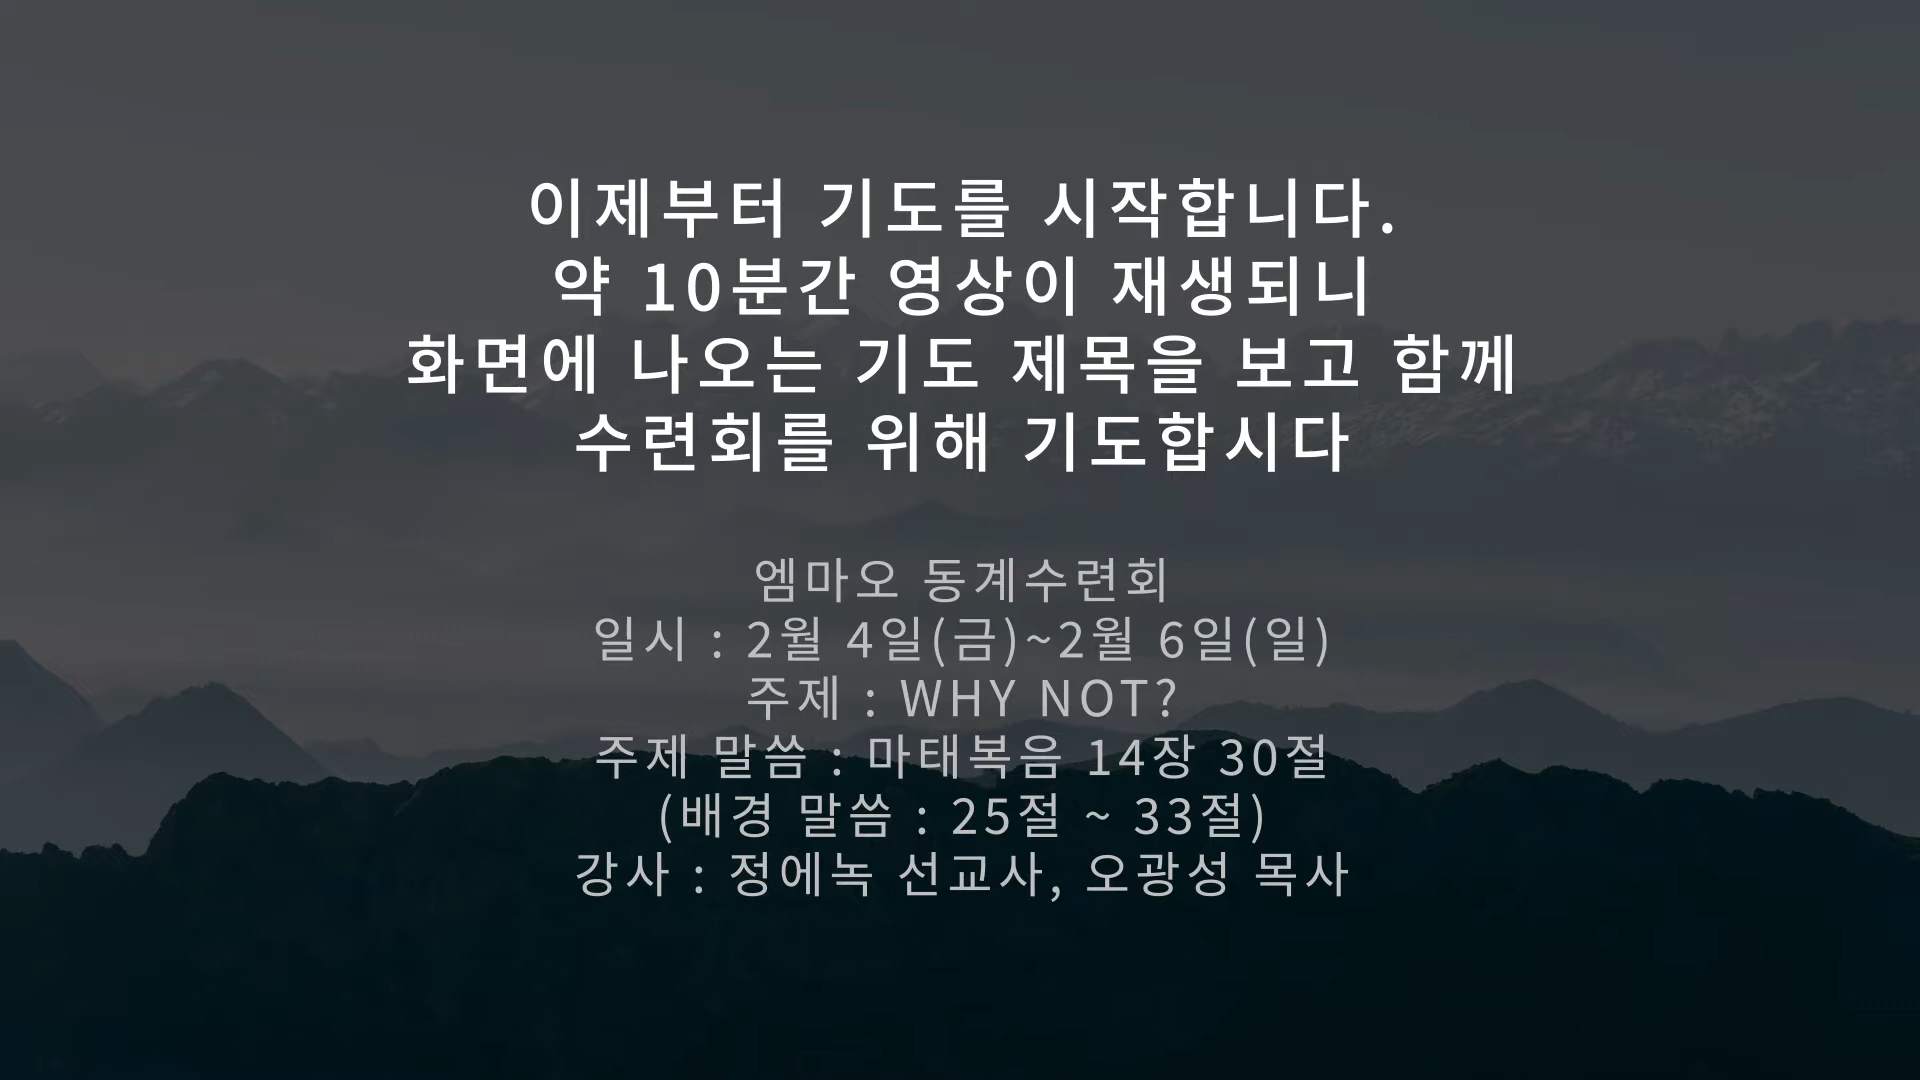 이제부터 기도를 시작합니다.
약 10분간 영상이 재생되니
화면에 나오는 기도 제목을 보고 함께
수련회를 위해 기도합시다
엠마오 동계수련회
일시 : 2월 4일(금)~2월 6일(일)
주제 : WHY NOT?
주제 말씀 : 마태복음 14장 30절
(배경 말씀 : 25절 ~ 33절)
강사 : 정에녹 선교사, 오광성 목사